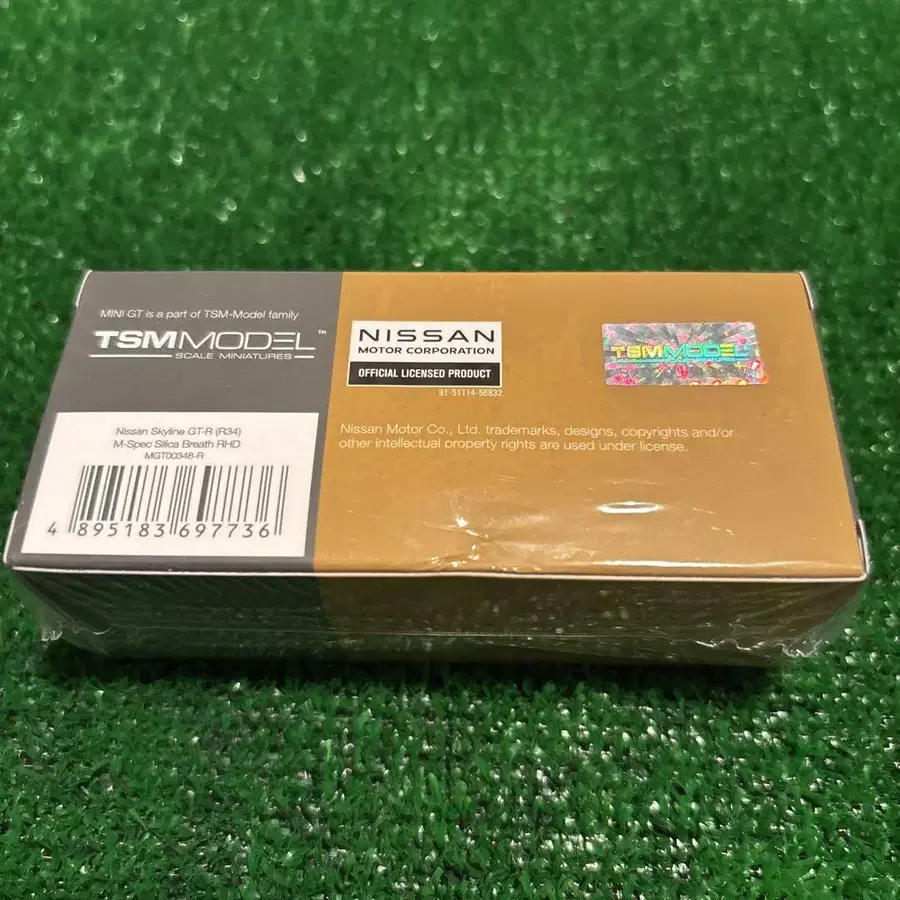 MINI GT is a part of TSM-Model family
TSMMODEL™
SCALE MINIATURES
Nissan Skyline GT-R (R34)
M-Spec Silica Breath RHD
MGT00348-R
4 895183 697736
NISSAN
MOTOR CORPORATION
OFFICIAL LICENSED PRODUCT
81-51114-56832
TSMMODEL
Nissan Motor Co., Ltd. trademarks, designs, copyrights and/or
other intellectual property rights are used under license.